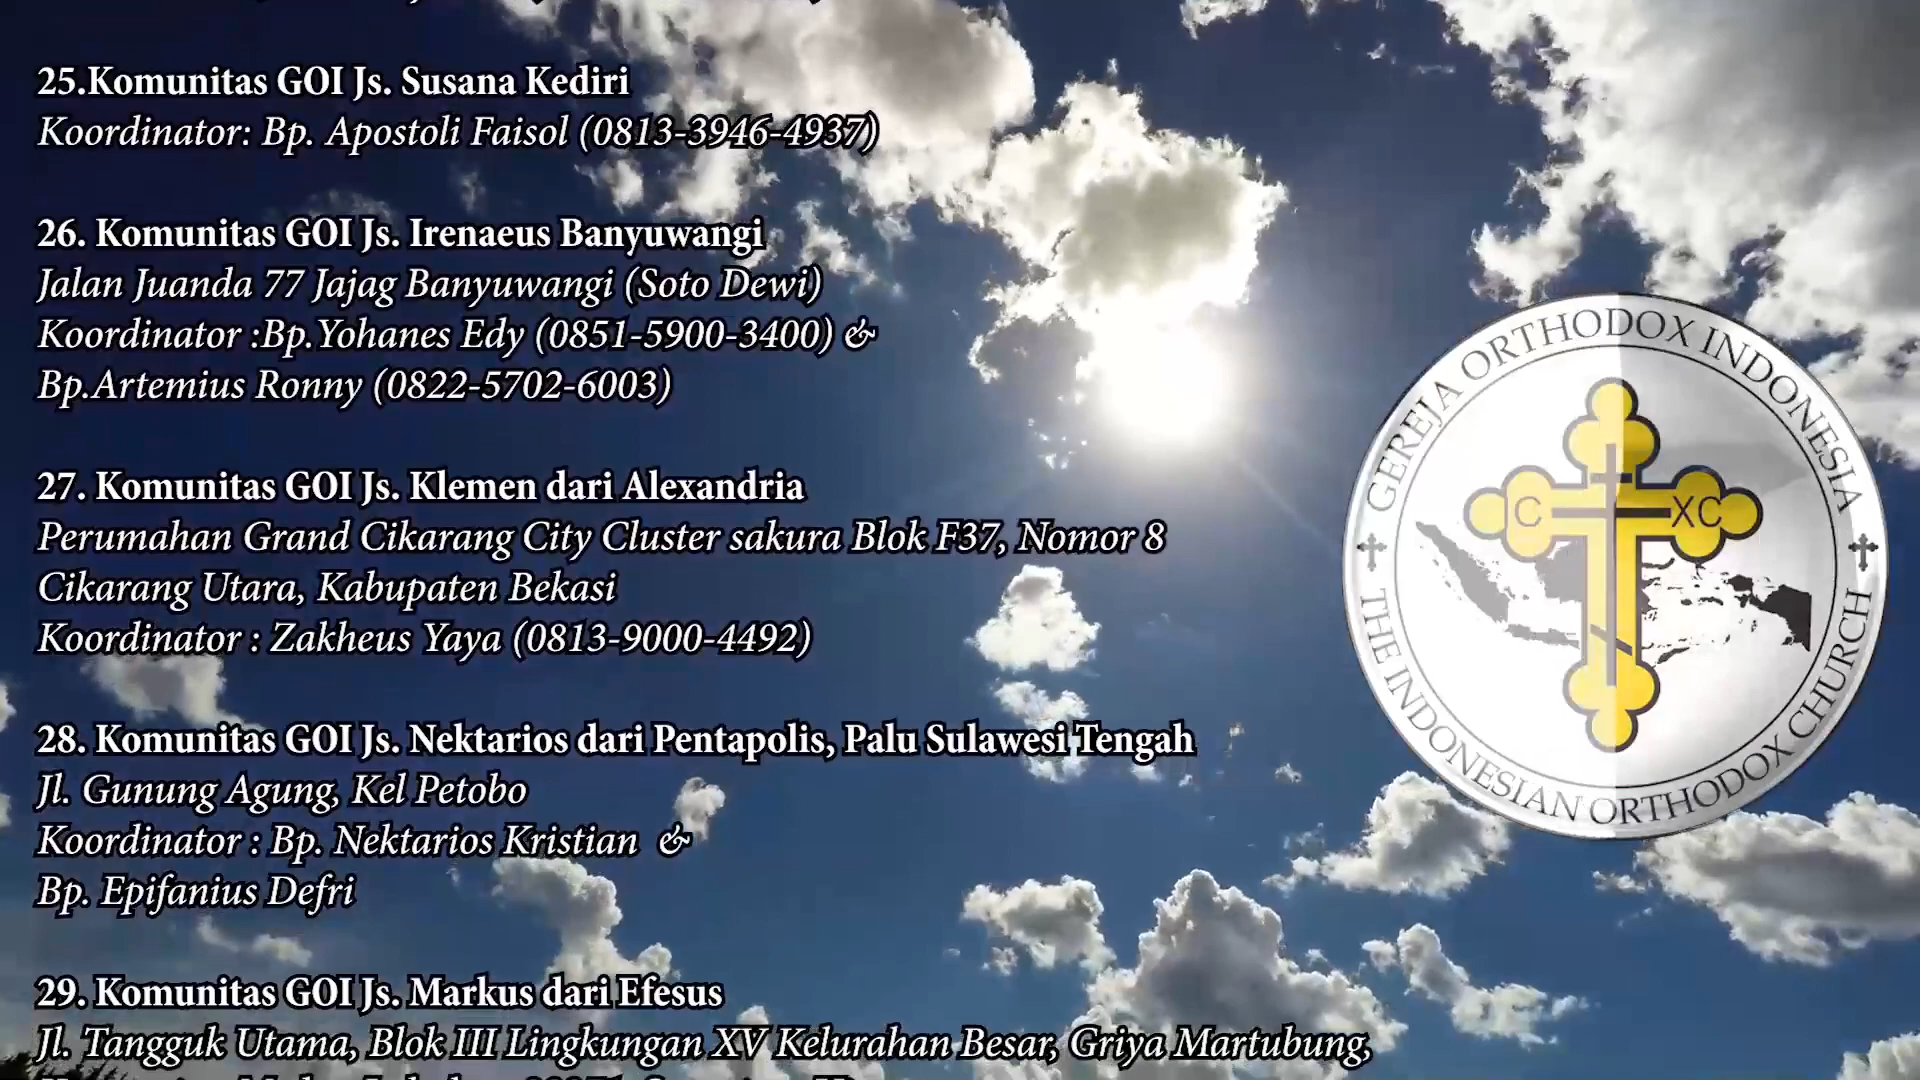 25.Komunitas GOI Js. Susana Kediri
Koordinator: Bp. Apostoli Faisol (0813-3946-4937)
26. Komunitas GOI Js. Irenaeus Banyuwangi
Jalan Juanda 77 Jajag Banyuwangi (Soto Dewi)
Koordinator :Bp.Yohanes Edy (0851-5900-3400) &
Bp.Artemius Ronny (0822-5702-6003)
27. Komunitas GOI Js. Klemen dari Alexandria
Perumahan Grand Cikarang City Cluster sakura Blok F37, Nomor 8
Cikarang Utara, Kabupaten Bekasi
Koordinator : Zakheus Yaya (0813-9000-4492)
28. Komunitas GOI Js. Nektarios dari Pentapolis, Palu Sulawesi Tengah
Jl. Gunung Agung, Kel Petobo
Koordinator : Bp. Nektarios Kristian &
Bp. Epifanius Defri
29. Komunitas GOI Js. Markus dari Efesus
Jl. Tangguk Utama, Blok III Lingkungan XV Kelurahan Besar, Griya Martubung,
GEREJA ORTHODOX INDONESIA
C XC
THE INDONESIAN ORTHODOX CHURCH